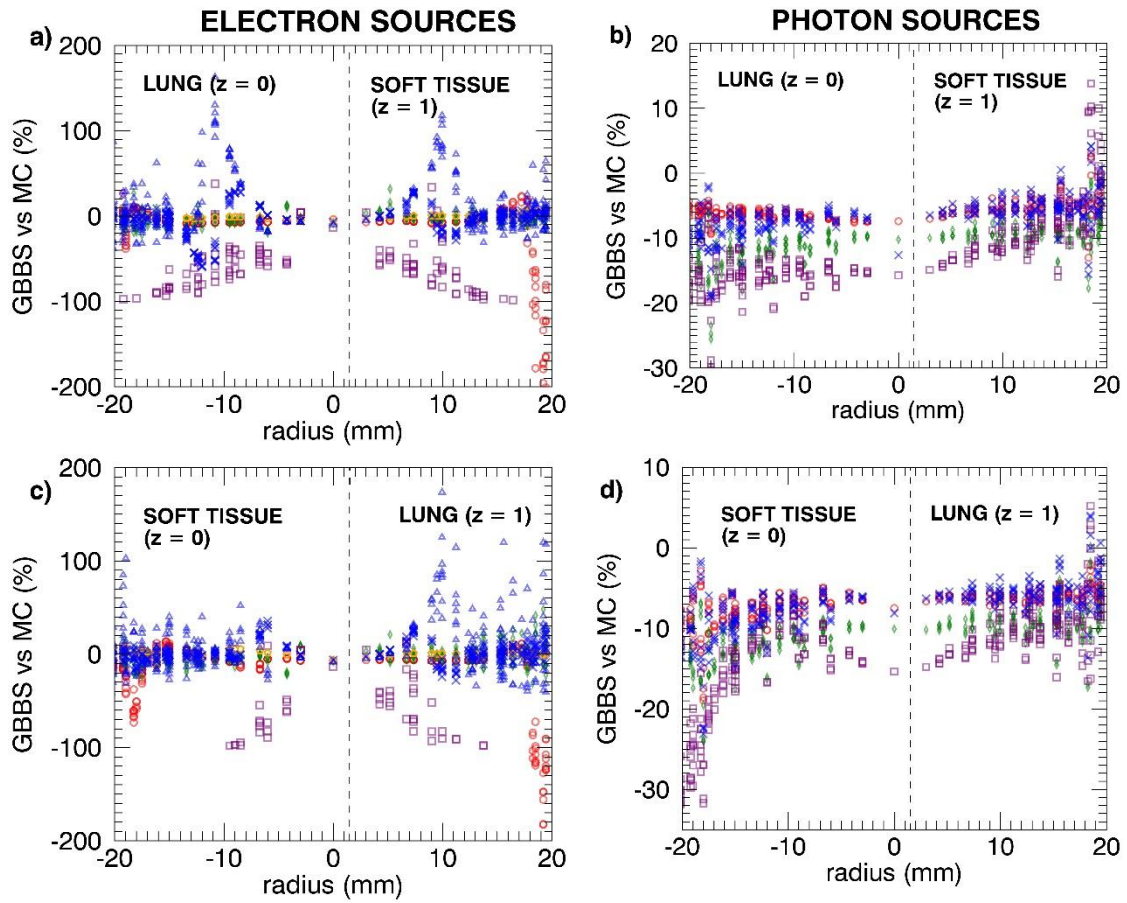 ELECTRON SOURCES
PHOTON SOURCES
a)
200
100
0
-100
-200
GBBS vs MC (%)
LUNG (z = 0)
SOFT TISSUE
(z = 1)
-20 -10 0 10 20
radius (mm)
b)
20
10
0
-10
-20
-30
GBBS vs MC (%)
LUNG (z = 0)
SOFT TISSUE
(z = 1)
-20 -10 0 10 20
radius (mm)
c)
200
100
0
-100
-200
GBBS vs MC (%)
SOFT TISSUE
(z = 0)
LUNG (z = 1)
-20 -10 0 10 20
radius (mm)
d)
10
0
-10
-20
-30
GBBS vs MC (%)
SOFT TISSUE
(z = 0)
LUNG (z = 1)
-20 -10 0 10 20
radius (mm)